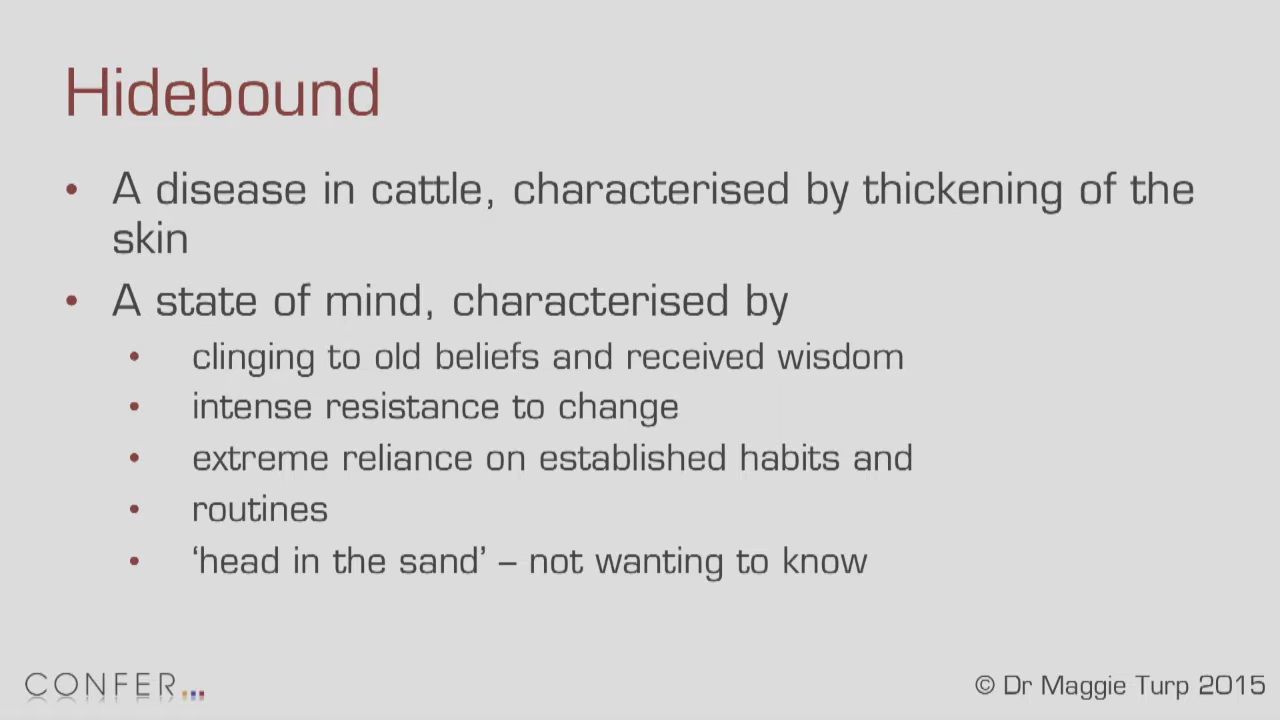 Hidebound
• A disease in cattle, characterised by thickening of the
skin
• A state of mind, characterised by
• clinging to old beliefs and received wisdom
• intense resistance to change
• extreme reliance on established habits and
• routines
• ‘head in the sand’ – not wanting to know
CONFER...
© Dr Maggie Turp 2015